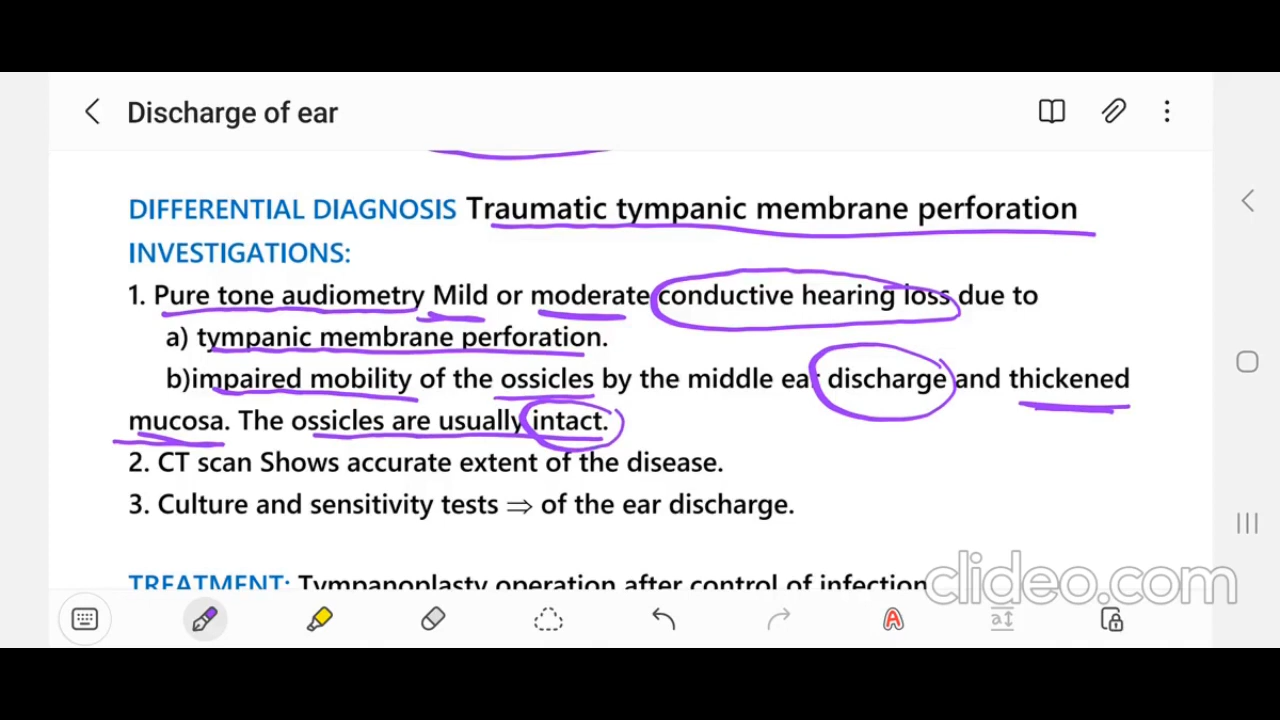 Discharge of ear
DIFFERENTIAL DIAGNOSIS Traumatic tympanic membrane perforation
INVESTIGATIONS:
1. Pure tone audiometry Mild or moderate conductive hearing loss due to
a) tympanic membrane perforation.
b)impaired mobility of the ossicles by the middle ear discharge and thickened
mucosa. The ossicles are usually intact.
2. CT scan Shows accurate extent of the disease.
3. Culture and sensitivity tests ⇒ of the ear discharge.
TREATMENT: Tympanoplasty operation after control of infection
clideo.com
A
a